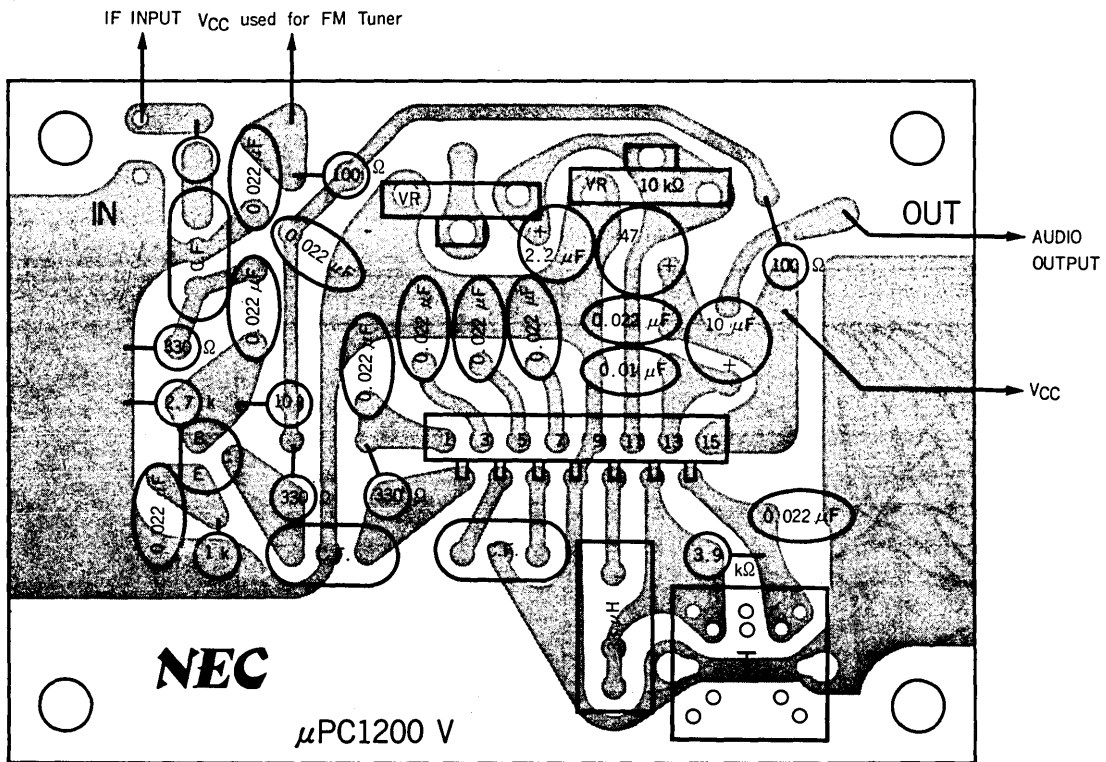 IF INPUT VCC used for FM Tuner
0.022 μF
100 Ω
VR
VR 10 kΩ
IN
OUT
C.F.
0.022 μF
+
2.2 μF
47
+
100 Ω
AUDIO
OUTPUT
0.022 μF
0.022 μF
0.022 μF
0.022 μF
0.022 μF
10 μF
+
330 Ω
0.022 μF
0.01 μF
VCC
2.7 k
B
1 3 5 7 9 11 13 15
E
0.022 μF
330 Ω
330 Ω
0.022 μF
1 k
3.9
kΩ
μH
T
NEC
μPC1200 V